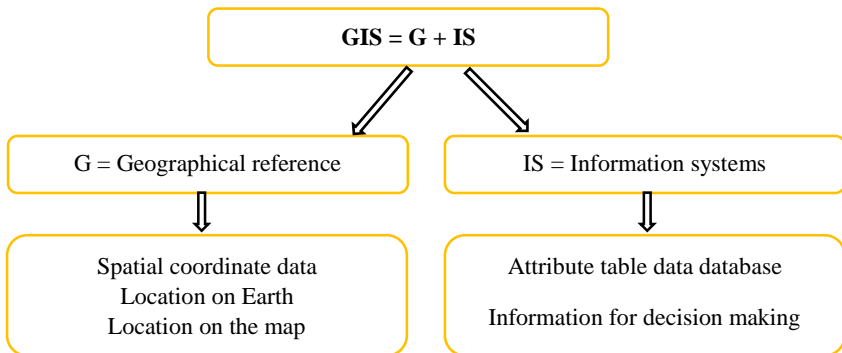 GIS = G + IS
G = Geographical reference
IS = Information systems
Spatial coordinate data
Location on Earth
Location on the map
Attribute table data database
Information for decision making